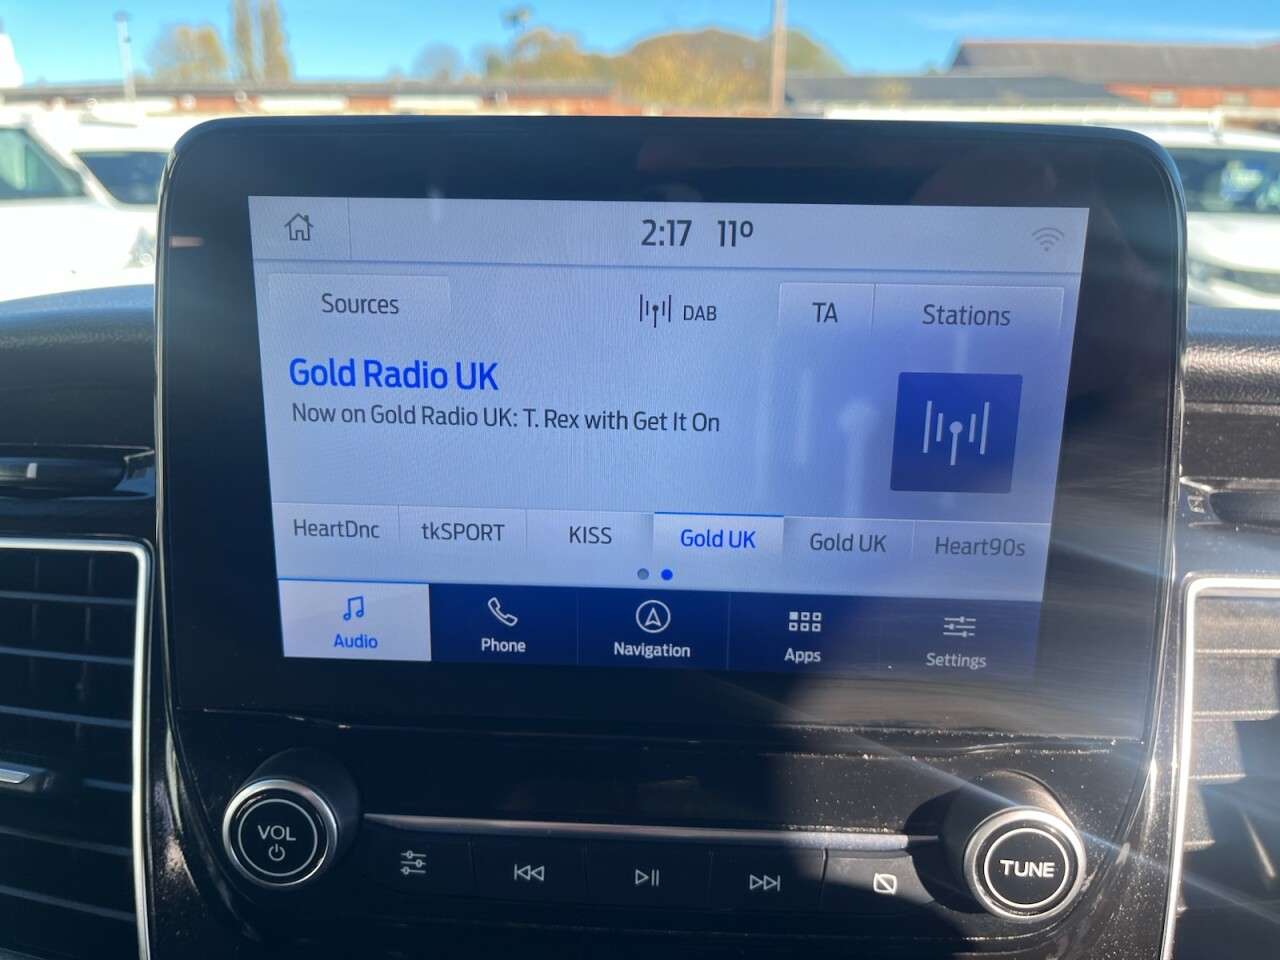 2:17 11º
Sources
DAB
TA
Stations
Gold Radio UK
Now on Gold Radio UK: T. Rex with Get It On
HeartDnc
tkSPORT
KISS
Gold UK
Gold UK
Heart90s
Audio
Phone
Navigation
Apps
Settings
VOL
TUNE